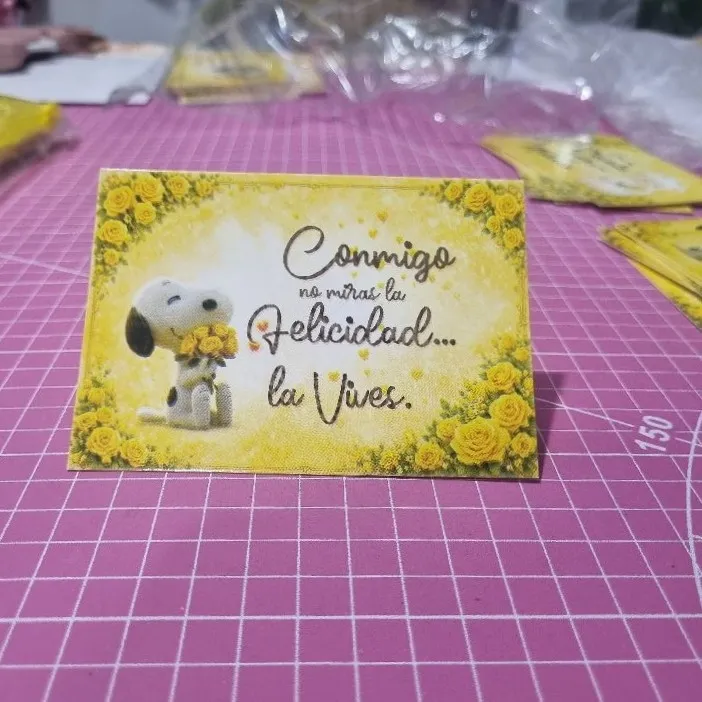 Conmigo
no miras la
Felicidad...
la Vives.
150